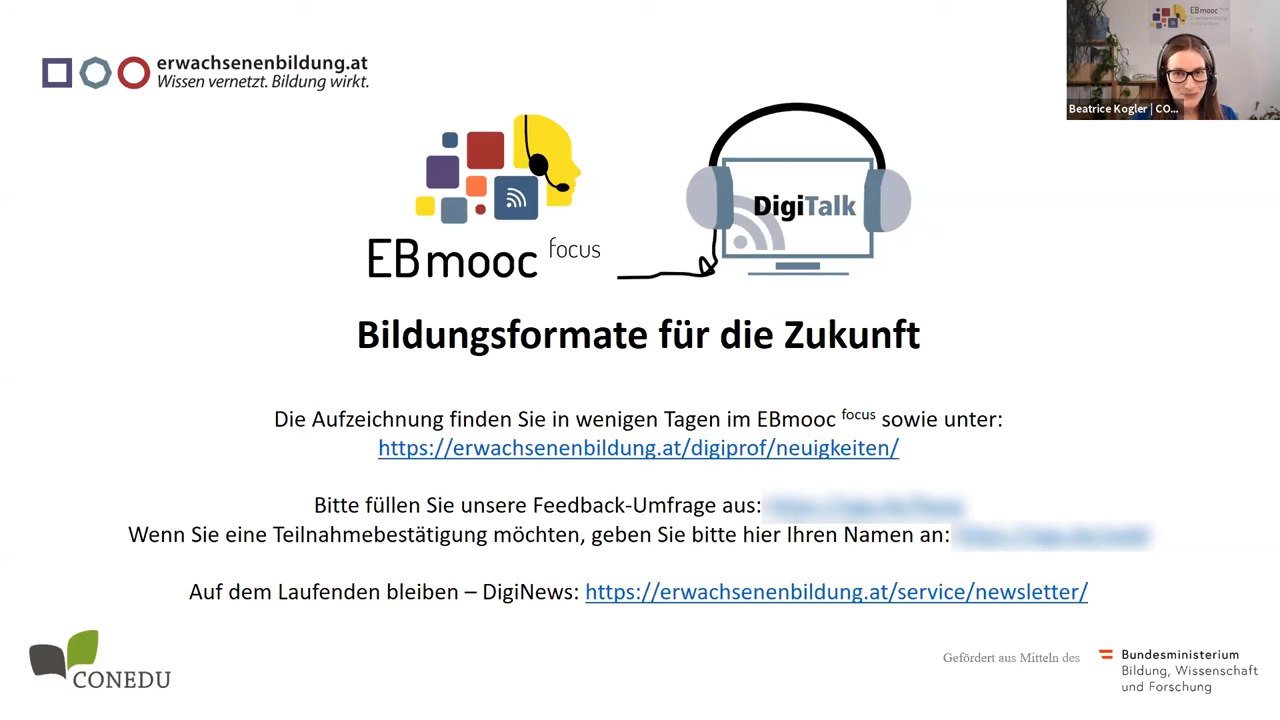 erwachsenenbildung.at
Wissen vernetzt. Bildung wirkt.
EBmooc
Beatrice Kogler | CO...
EBmooc focus
DigiTalk
Bildungsformate für die Zukunft
Die Aufzeichnung finden Sie in wenigen Tagen im EBmooc focus sowie unter:
https://erwachsenenbildung.at/digiprof/neuigkeiten/
Bitte füllen Sie unsere Feedback-Umfrage aus:
Wenn Sie eine Teilnahmebestätigung möchten, geben Sie bitte hier Ihren Namen an:
Auf dem Laufenden bleiben – DigiNews: https://erwachsenenbildung.at/service/newsletter/
CONEDU
Gefördert aus Mitteln des
Bundesministerium
Bildung, Wissenschaft
und Forschung